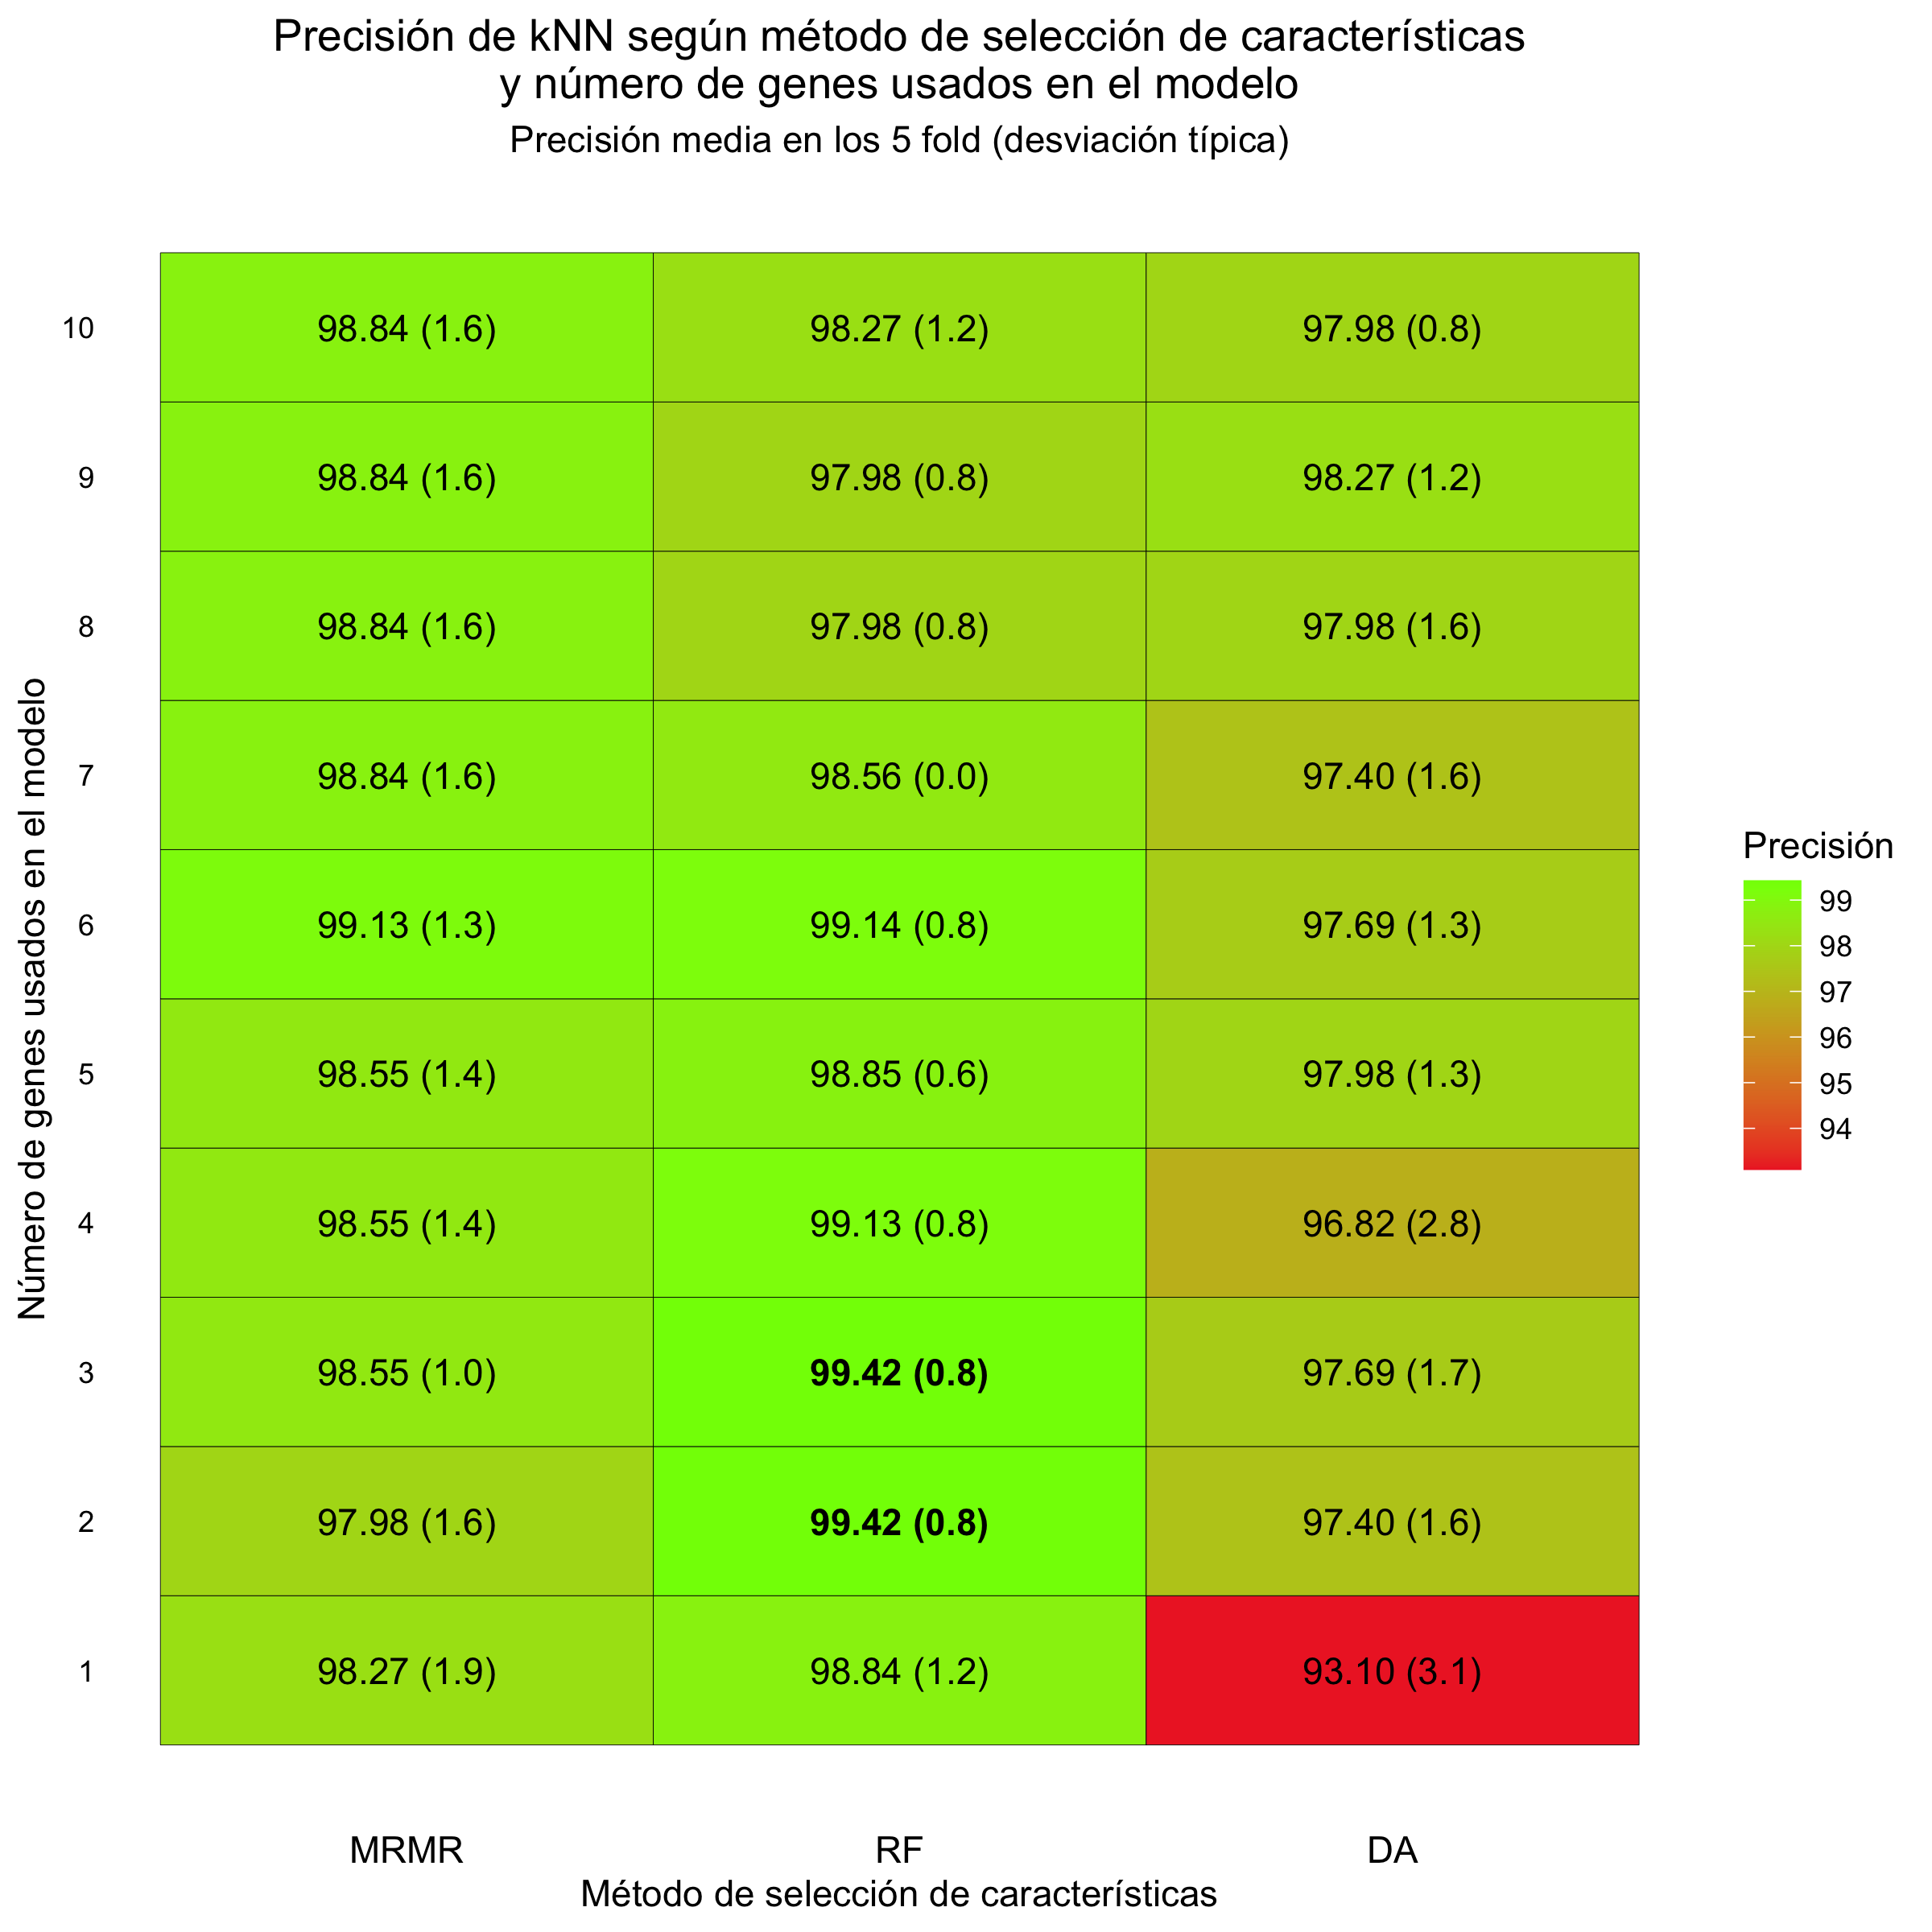 Precisión de kNN según método de selección de características
y número de genes usados en el modelo
Precisión media en los 5 fold (desviación típica)
Número de genes usados en el modelo
10 98.84 (1.6) 98.27 (1.2) 97.98 (0.8)
9 98.84 (1.6) 97.98 (0.8) 98.27 (1.2)
8 98.84 (1.6) 97.98 (0.8) 97.98 (1.6)
7 98.84 (1.6) 98.56 (0.0) 97.40 (1.6)
6 99.13 (1.3) 99.14 (0.8) 97.69 (1.3)
5 98.55 (1.4) 98.85 (0.6) 97.98 (1.3)
4 98.55 (1.4) 99.13 (0.8) 96.82 (2.8)
3 98.55 (1.0) 99.42 (0.8) 97.69 (1.7)
2 97.98 (1.6) 99.42 (0.8) 97.40 (1.6)
1 98.27 (1.9) 98.84 (1.2) 93.10 (3.1)
MRMR RF DA
Método de selección de características
Precisión
99
98
97
96
95
94